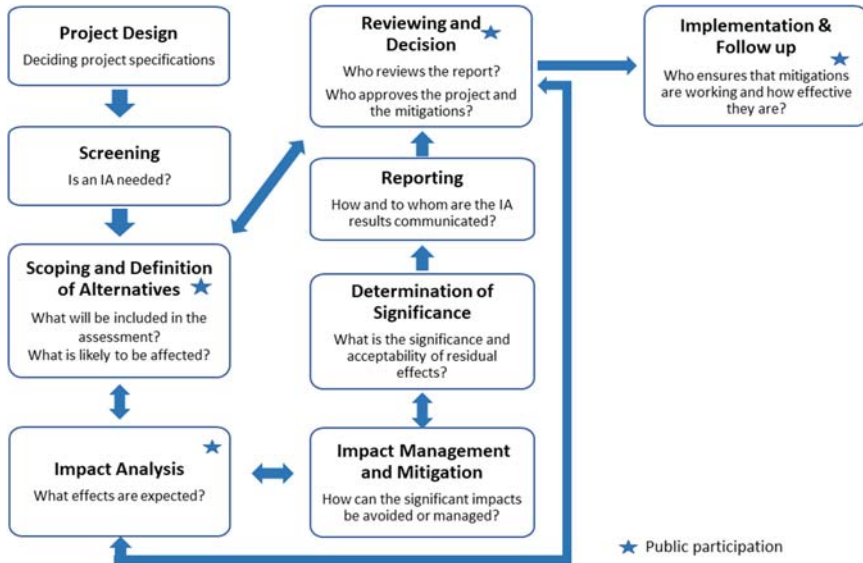 Project Design
Deciding project specifications
Screening
Is an IA needed?
Scoping and Definition
of Alternatives
What will be included in the
assessment?
What is likely to be affected?
Impact Analysis
What effects are expected?
Impact Management
and Mitigation
How can the significant impacts
be avoided or managed?
Determination of
Significance
What is the significance and
acceptability of residual
effects?
Reporting
How and to whom are the IA
results communicated?
Reviewing and
Decision
Who reviews the report?
Who approves the project and
the mitigations?
Implementation &
Follow up
Who ensures that mitigations
are working and how effective
they are?
Public participation